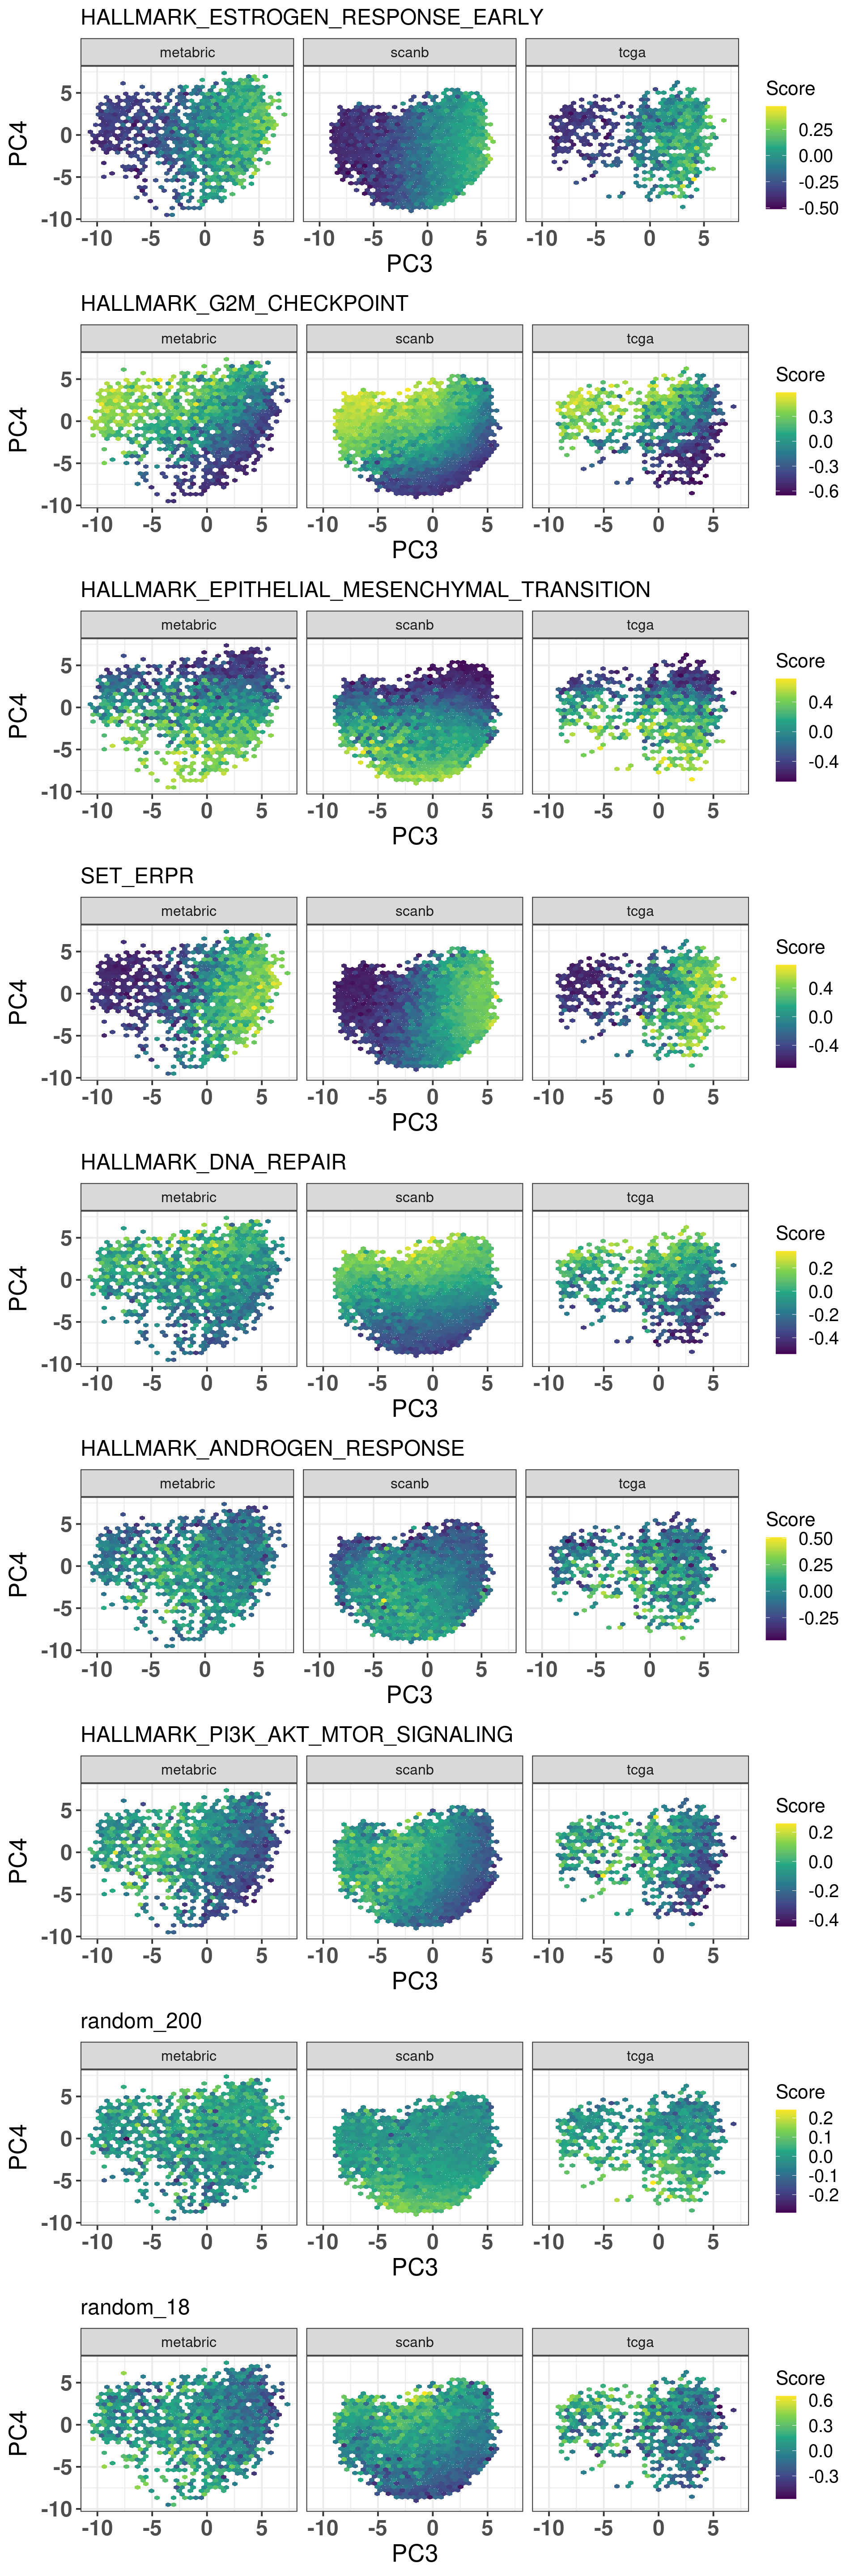 HALLMARK_ESTROGEN_RESPONSE_EARLY
metabric scanb tcga
Score
5
0
-5
-10
PC4
0.25
0.00
-0.25
-0.50
-10 -5 0 5 -10 -5 0 5 -10 -5 0 5
PC3
HALLMARK_G2M_CHECKPOINT
metabric scanb tcga
Score
5
0
-5
-10
PC4
0.3
0.0
-0.3
-0.6
-10 -5 0 5 -10 -5 0 5 -10 -5 0 5
PC3
HALLMARK_EPITHELIAL_MESENCHYMAL_TRANSITION
metabric scanb tcga
Score
5
0
-5
-10
PC4
0.4
0.0
-0.4
-10 -5 0 5 -10 -5 0 5 -10 -5 0 5
PC3
SET_ERPR
metabric scanb tcga
Score
5
0
-5
-10
PC4
0.4
0.0
-0.4
-10 -5 0 5 -10 -5 0 5 -10 -5 0 5
PC3
HALLMARK_DNA_REPAIR
metabric scanb tcga
Score
5
0
-5
-10
PC4
0.2
0.0
-0.2
-0.4
-10 -5 0 5 -10 -5 0 5 -10 -5 0 5
PC3
HALLMARK_ANDROGEN_RESPONSE
metabric scanb tcga
Score
5
0
-5
-10
PC4
0.50
0.25
0.00
-0.25
-10 -5 0 5 -10 -5 0 5 -10 -5 0 5
PC3
HALLMARK_PI3K_AKT_MTOR_SIGNALING
metabric scanb tcga
Score
5
0
-5
-10
PC4
0.2
0.0
-0.2
-0.4
-10 -5 0 5 -10 -5 0 5 -10 -5 0 5
PC3
random_200
metabric scanb tcga
Score
5
0
-5
-10
PC4
0.2
0.1
0.0
-0.1
-0.2
-10 -5 0 5 -10 -5 0 5 -10 -5 0 5
PC3
random_18
metabric scanb tcga
Score
5
0
-5
-10
PC4
0.6
0.3
0.0
-0.3
-10 -5 0 5 -10 -5 0 5 -10 -5 0 5
PC3